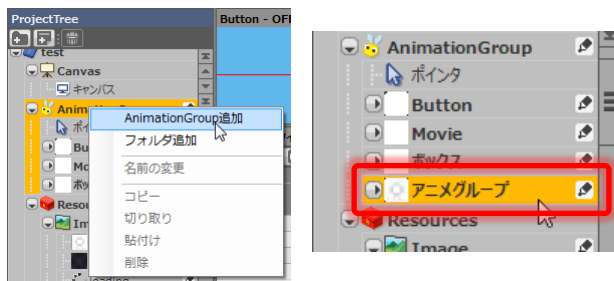 ProjectTree
Button - OF
test
Canvas
キャンバス
AnimationGroup追加
フォルダ追加
名前の変更
コピー
切り取り
貼付け
削除
Resou
Im
loading
AnimationGroup
ポインタ
Button
Movie
ボックス
アニメグループ
Resources
Image